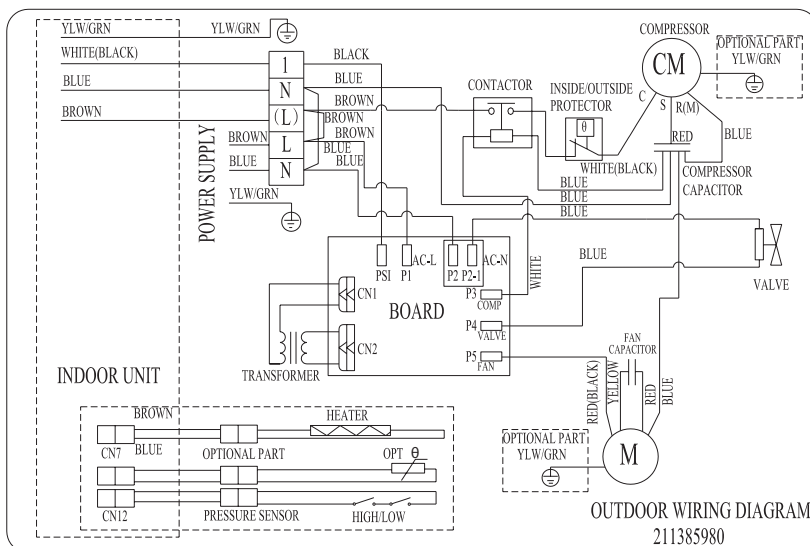 YLW/GRN YLW/GRN
WHITE(BLACK)
BLUE
BROWN
1
N
(L)
L
N
POWER SUPPLY
BROWN
BLUE
YLW/GRN
BLACK
BLUE
BROWN
BROWN
BROWN
BLUE
BLUE
CONTACTOR
INSIDE/OUTSIDE
PROTECTOR
θ
WHITE(BLACK)
COMPRESSOR
CM
C
S
R(M)
RED
BLUE
OPTIONAL PART
YLW/GRN
COMPRESSOR
CAPACITOR
BLUE
BLUE
BLUE
PSI
P1
AC-L
P2
P2-1
AC-N
P3
COMP
P4
VALVE
P5
FAN
BOARD
CN1
CN2
TRANSFORMER
WHITE
BLUE
VALVE
FAN
CAPACITOR
RED(BLACK)
YELLOW
RED
BLUE
M
OPTIONAL PART
YLW/GRN
INDOOR UNIT
BROWN
BLUE
CN7
OPTIONAL PART
HEATER
OPT
θ
CN12
PRESSURE SENSOR
HIGH/LOW
OUTDOOR WIRING DIAGRAM
211385980